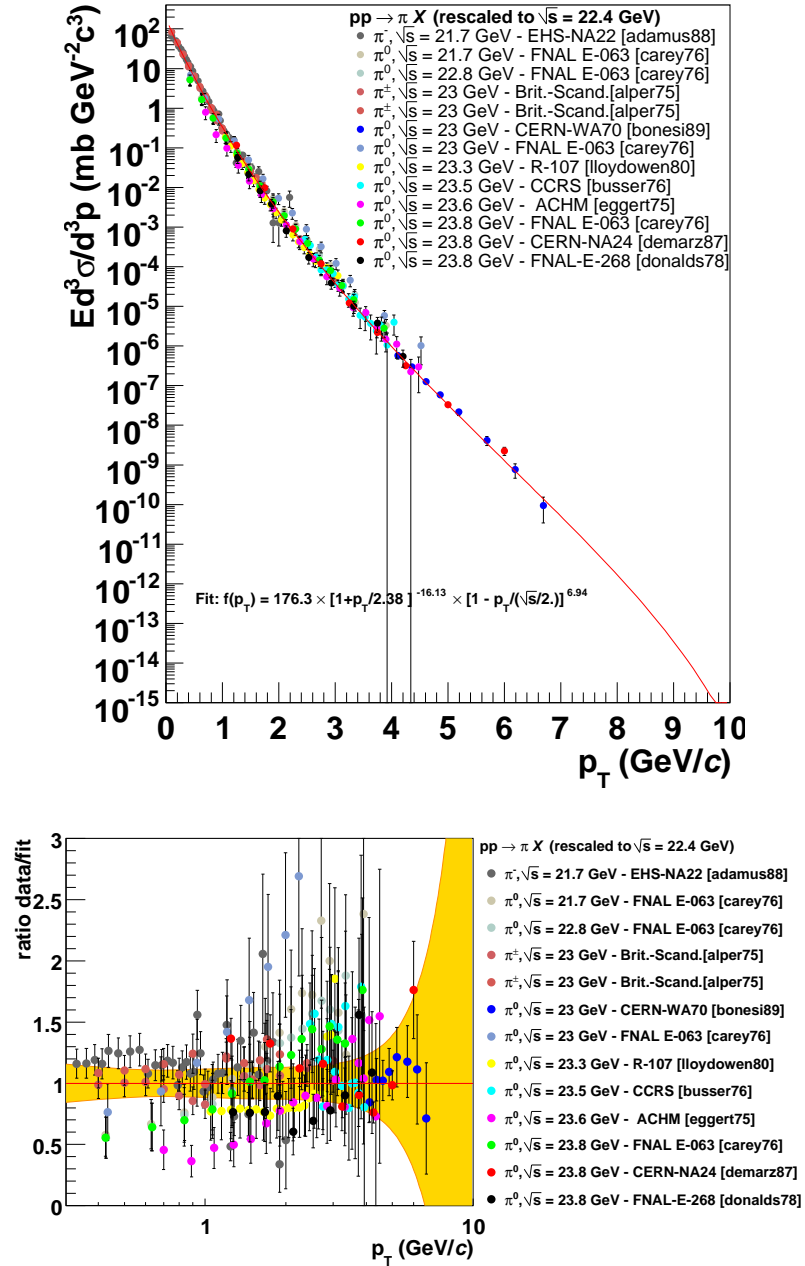 pp → π X (rescaled to √s = 22.4 GeV)
π⁻,√s = 21.7 GeV - EHS-NA22 [adamus88]
π⁰,√s = 21.7 GeV - FNAL E-063 [carey76]
π⁰,√s = 22.8 GeV - FNAL E-063 [carey76]
π±,√s = 23 GeV - Brit.-Scand.[alper75]
π±,√s = 23 GeV - Brit.-Scand.[alper75]
π⁰,√s = 23 GeV - CERN-WA70 [bonesi89]
π⁰,√s = 23 GeV - FNAL E-063 [carey76]
π⁰,√s = 23.3 GeV - R-107 [lloydowen80]
π⁰,√s = 23.5 GeV - CCRS [busser76]
π⁰,√s = 23.6 GeV - ACHM [eggert75]
π⁰,√s = 23.8 GeV - FNAL E-063 [carey76]
π⁰,√s = 23.8 GeV - CERN-NA24 [demarz87]
π⁰,√s = 23.8 GeV - FNAL-E-268 [donalds78]
Ed³σ/d³p (mb GeV⁻²c³)
10²
10
1
10⁻¹
10⁻²
10⁻³
10⁻⁴
10⁻⁵
10⁻⁶
10⁻⁷
10⁻⁸
10⁻⁹
10⁻¹⁰
10⁻¹¹
10⁻¹²
10⁻¹³
10⁻¹⁴
10⁻¹⁵
Fit: f(p_T) = 176.3 × [1+p_T/2.38 ]^-16.13 × [1 - p_T/(√s/2.)]^6.94
0 1 2 3 4 5 6 7 8 9 10
p_T (GeV/c)
ratio data/fit
3
2.5
2
1.5
1
0.5
0
1 10
p_T (GeV/c)
pp → π X (rescaled to √s = 22.4 GeV)
π⁻,√s = 21.7 GeV - EHS-NA22 [adamus88]
π⁰,√s = 21.7 GeV - FNAL E-063 [carey76]
π⁰,√s = 22.8 GeV - FNAL E-063 [carey76]
π±,√s = 23 GeV - Brit.-Scand.[alper75]
π±,√s = 23 GeV - Brit.-Scand.[alper75]
π⁰,√s = 23 GeV - CERN-WA70 [bonesi89]
π⁰,√s = 23 GeV - FNAL E-063 [carey76]
π⁰,√s = 23.3 GeV - R-107 [lloydowen80]
π⁰,√s = 23.5 GeV - CCRS [busser76]
π⁰,√s = 23.6 GeV - ACHM [eggert75]
π⁰,√s = 23.8 GeV - FNAL E-063 [carey76]
π⁰,√s = 23.8 GeV - CERN-NA24 [demarz87]
π⁰,√s = 23.8 GeV - FNAL-E-268 [donalds78]